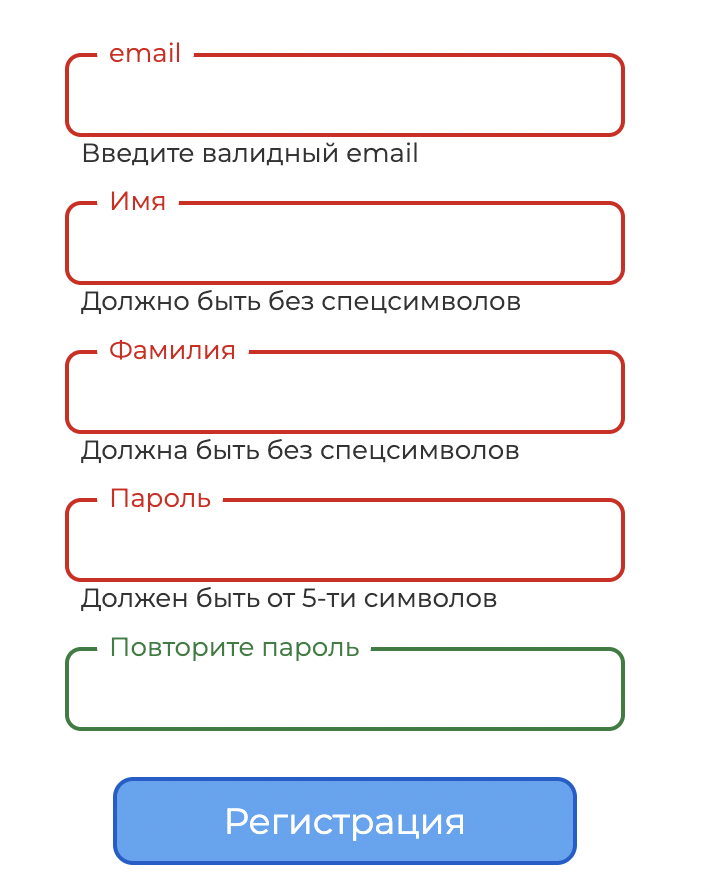 email
Введите валидный email
Имя
Должно быть без спецсимволов
Фамилия
Должна быть без спецсимволов
Пароль
Должен быть от 5-ти символов
Повторите пароль
Регистрация